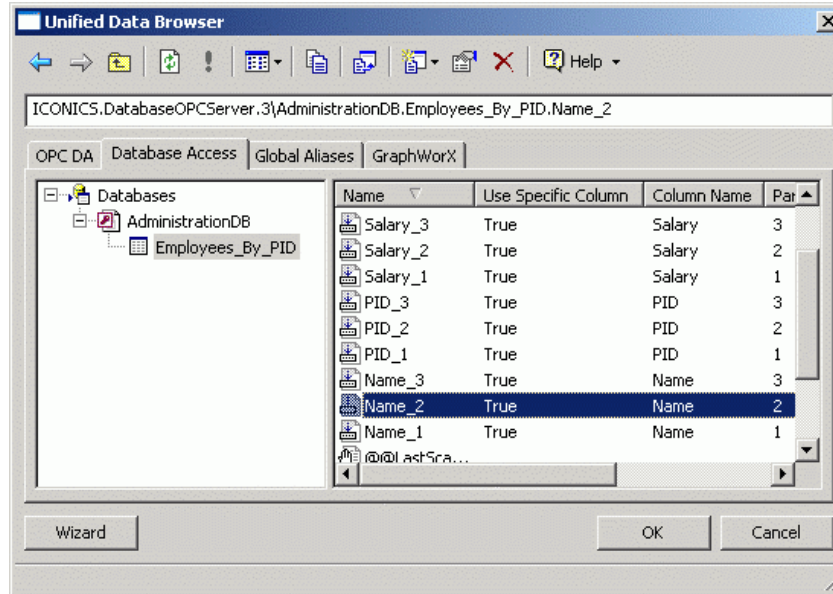 Unified Data Browser
Help
ICONICS.DatabaseOPCServer.3\AdministrationDB.Employees_By_PID.Name_2
OPC DA Database Access Global Aliases GraphWorX
Databases
AdministrationDB
Employees_By_PID
Name Use Specific Column Column Name Par
Salary_3 True Salary 3
Salary_2 True Salary 2
Salary_1 True Salary 1
PID_3 True PID 3
PID_2 True PID 2
PID_1 True PID 1
Name_3 True Name 3
Name_2 True Name 2
Name_1 True Name 1
@@LastSca...
Wizard OK Cancel